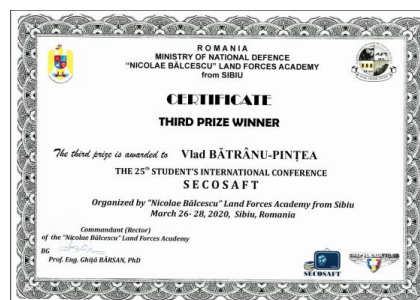 ROMANIA
MINISTRY OF NATIONAL DEFENCE
"NICOLAE BĂLCESCU" LAND FORCES ACADEMY
from SIBIU
CERTIFICATE
THIRD PRIZE WINNER
The third prize is awarded to Vlad BĂTRÂNU-PINȚEA
THE 25th STUDENT'S INTERNATIONAL CONFERENCE
SECOSAFT
Organized by "Nicolae Bălcescu" Land Forces Academy from Sibiu
March 26- 28, 2020, Sibiu, Romania
Commandant (Rector)
of the "Nicolae Bălcescu" Land Forces Academy
BG
Prof. Eng. Ghiță BÂRSAN, PhD
SECOSAFT